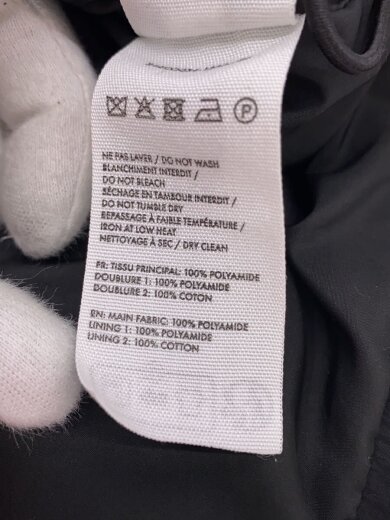 P
NE PAS LAVER / DO NOT WASH
BLANCHIMENT INTERDIT /
DO NOT BLEACH
SÉCHAGE EN TAMBOUR INTERDIT /
DO NOT TUMBLE DRY
REPASSAGE À FAIBLE TEMPÉRATURE /
IRON AT LOW HEAT
NETTOYAGE À SEC / DRY CLEAN
FR: TISSU PRINCIPAL: 100% POLYAMIDE
DOUBLURE 1: 100% POLYAMIDE
DOUBLURE 2: 100% COTON
EN: MAIN FABRIC: 100% POLYAMIDE
LINING 1: 100% POLYAMIDE
LINING 2: 100% COTTON